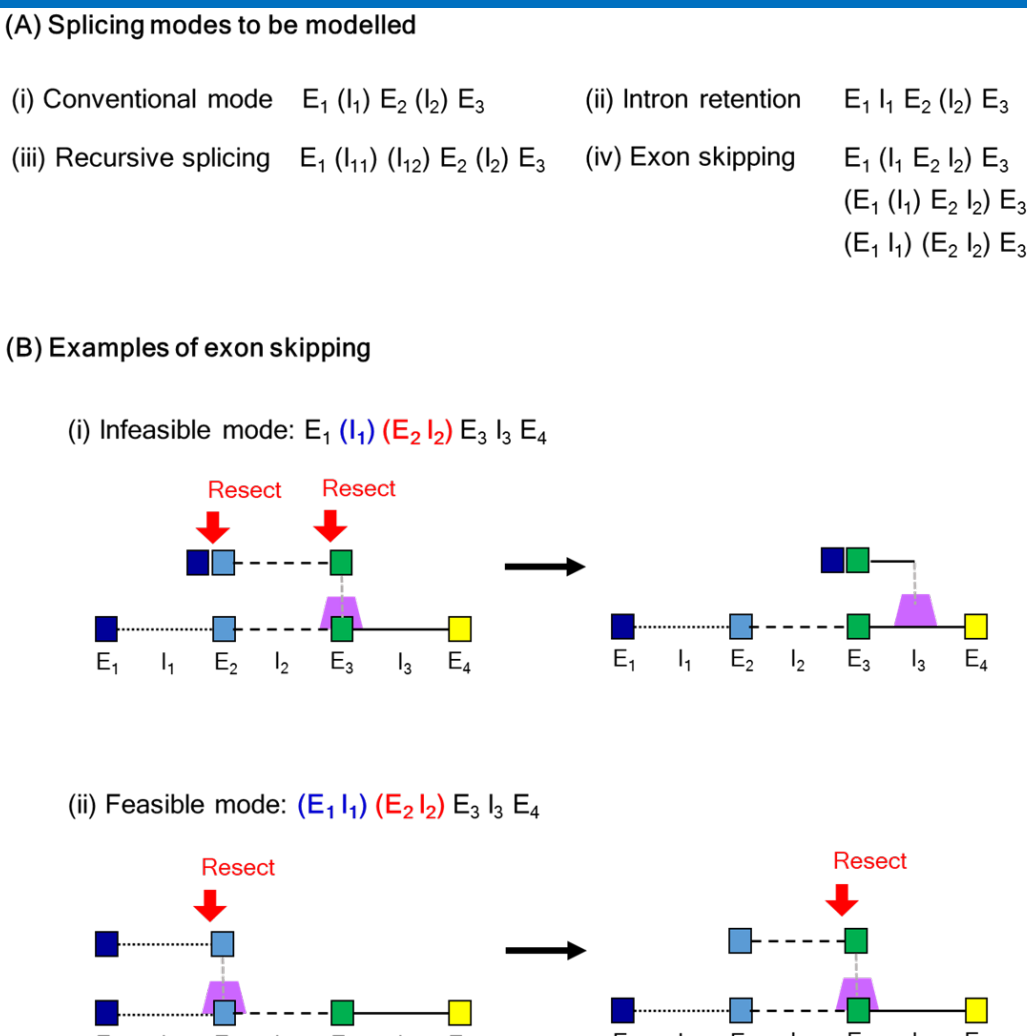 (A) Splicing modes to be modelled
(i) Conventional mode E₁ (I₁) E₂ (I₂) E₃ (ii) Intron retention E₁ I₁ E₂ (I₂) E₃
(iii) Recursive splicing E₁ (I₁₁) (I₁₂) E₂ (I₂) E₃ (iv) Exon skipping E₁ (I₁ E₂ I₂) E₃
(E₁ (I₁) E₂ I₂) E₃
(E₁ I₁) (E₂ I₂) E₃
(B) Examples of exon skipping
(i) Infeasible mode: E₁ (I₁) (E₂ I₂) E₃ I₃ E₄
Resect Resect
E₁ I₁ E₂ I₂ E₃ I₃ E₄ E₁ I₁ E₂ I₂ E₃ I₃ E₄
(ii) Feasible mode: (E₁ I₁) (E₂ I₂) E₃ I₃ E₄
Resect Resect